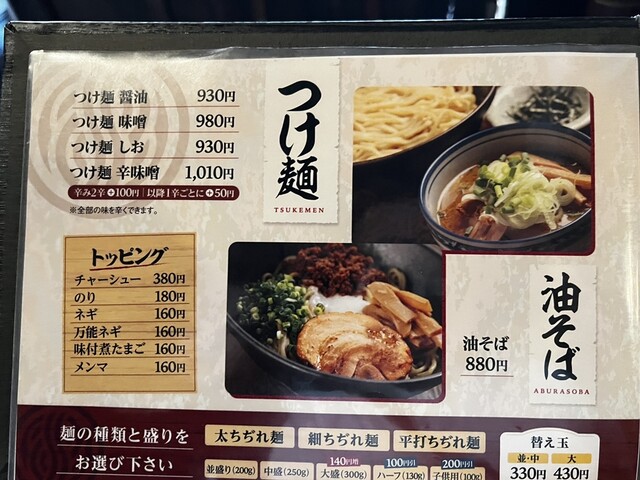 つけ麺 醤油 930円
つけ麺 味噌 980円
つけ麺 しお 930円
つけ麺 辛味噌 1,010円
辛み2辛+100円 以降1辛ごとに+50円
※全部の味を辛くできます。
つけ麺
TSUKEMEN
トッピング
チャーシュー 380円
のり 180円
ネギ 160円
万能ネギ 160円
味付煮たまご 160円
メンマ 160円
油そば
880円
油そば
ABURASOBA
麺の種類と盛りを
お選び下さい
太ちぢれ麺 細ちぢれ麺 平打ちぢれ麺
140円増 100円引 200円引
並盛り(200g) 中盛(250g) 大盛(300g) ハーフ(130g) 子供用(100g)
替え玉
並・中 大
330円 430円